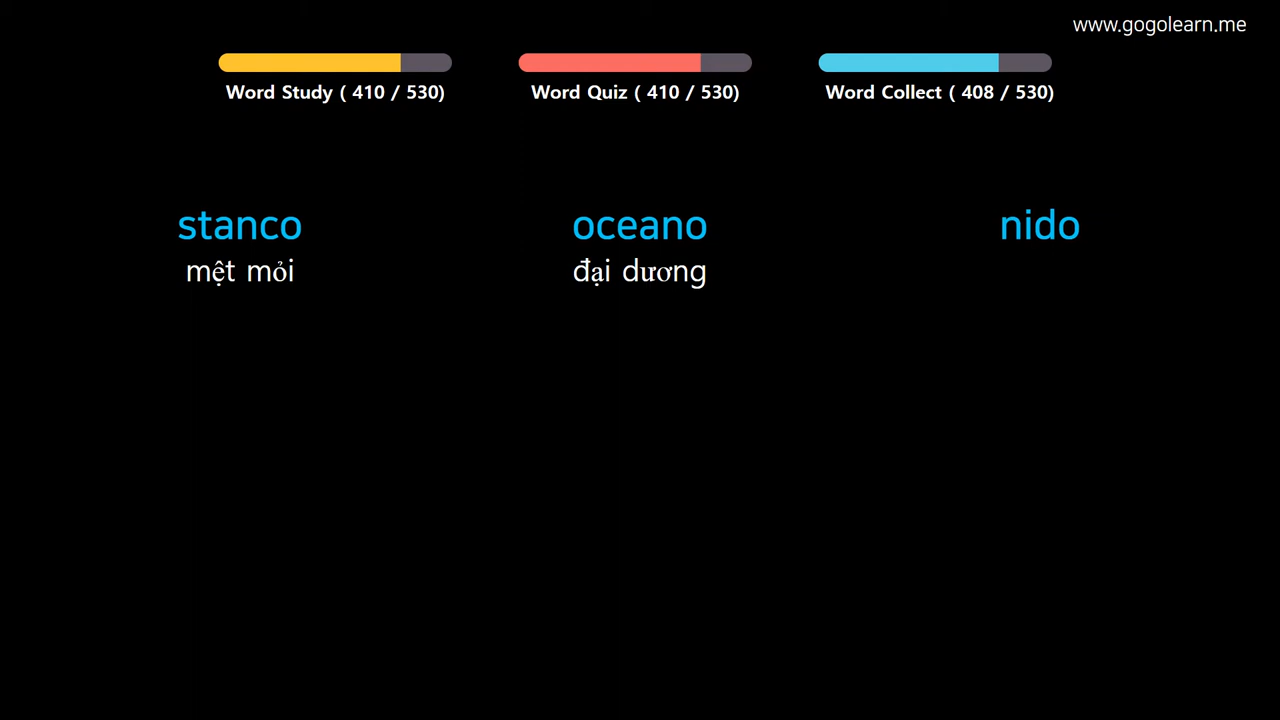 www.gogolearn.me
Word Study ( 410 / 530)
Word Quiz ( 410 / 530)
Word Collect ( 408 / 530)
stanco
oceano
nido
mệt mỏi
đại dương